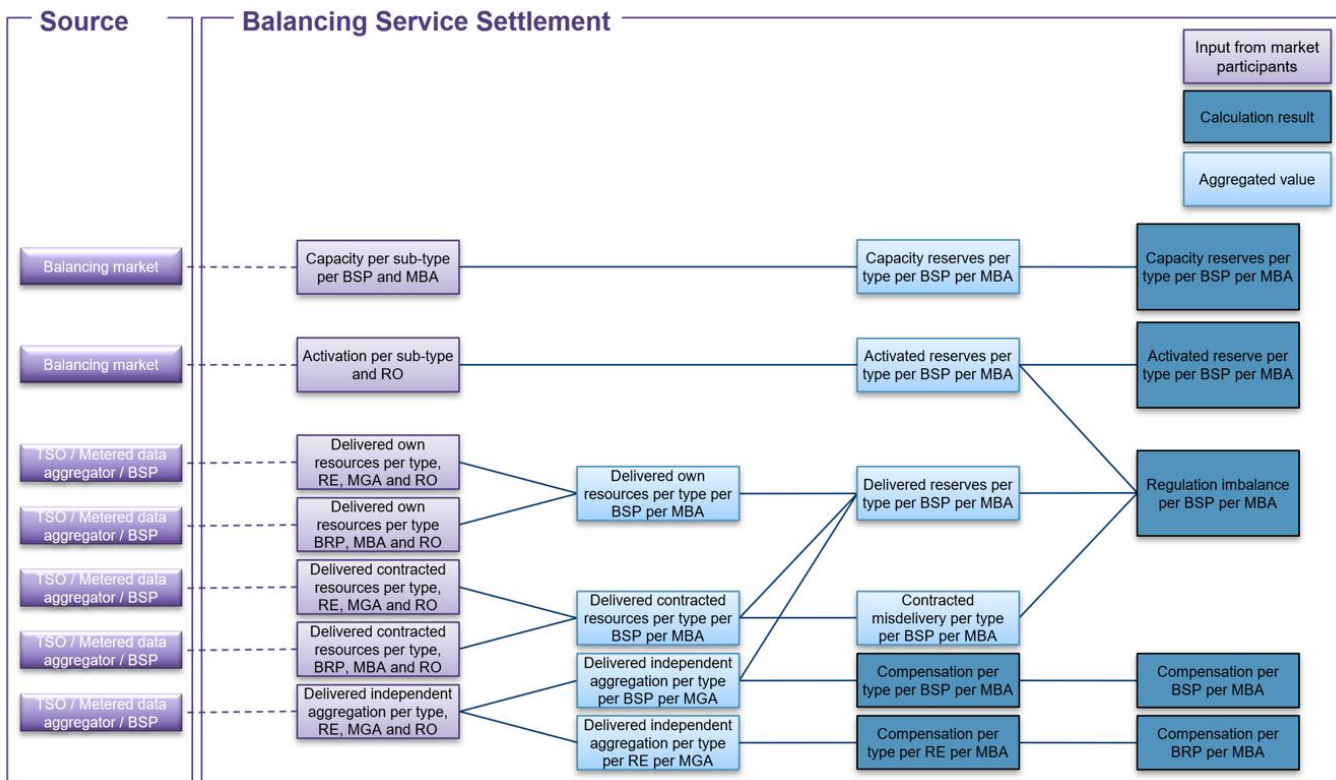 Source
Balancing Service Settlement
Input from market
participants
Calculation result
Aggregated value
Balancing market
Capacity per sub-type
per BSP and MBA
Capacity reserves per
type per BSP per MBA
Capacity reserves per
type per BSP per MBA
Balancing market
Activation per sub-type
and RO
Activated reserves per
type per BSP per MBA
Activated reserve per
type per BSP per MBA
TSO / Metered data
aggregator / BSP
Delivered own
resources per type,
RE, MGA and RO
TSO / Metered data
aggregator / BSP
Delivered own
resources per type
BRP, MBA and RO
Delivered own
resources per type per
BSP per MBA
Delivered reserves per
type per BSP per MBA
Regulation imbalance
per BSP per MBA
TSO / Metered data
aggregator / BSP
Delivered contracted
resources per type,
RE, MGA and RO
TSO / Metered data
aggregator / BSP
Delivered contracted
resources per type,
BRP, MBA and RO
Delivered contracted
resources per type per
BSP per MBA
Contracted
misdelivery per type
per BSP per MBA
TSO / Metered data
aggregator / BSP
Delivered independent
aggregation per type,
RE, MGA and RO
Delivered independent
aggregation per type
per BSP per MGA
Compensation per
type per BSP per MBA
Compensation per
BSP per MBA
Delivered independent
aggregation per type
per RE per MGA
Compensation per
type per RE per MBA
Compensation per
BRP per MBA